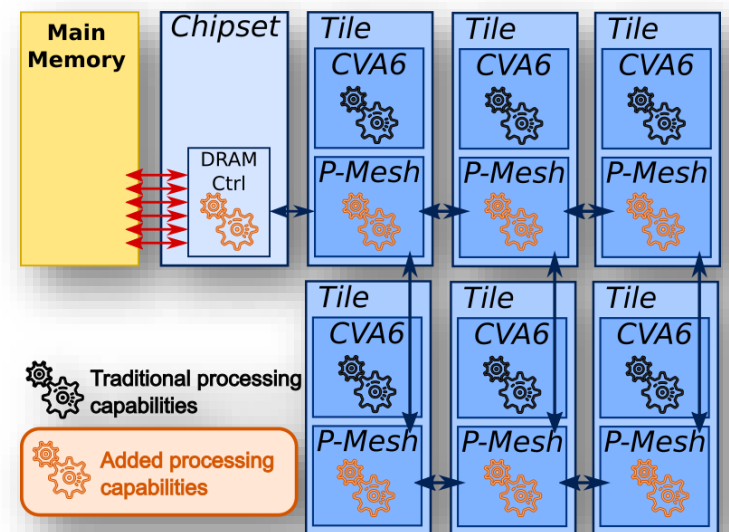 Main
Memory
Chipset
DRAM
Ctrl
Tile
CVA6
P-Mesh
Tile
CVA6
P-Mesh
Tile
CVA6
P-Mesh
Tile
CVA6
P-Mesh
Tile
CVA6
P-Mesh
Tile
CVA6
P-Mesh
Traditional processing
capabilities
Added processing
capabilities